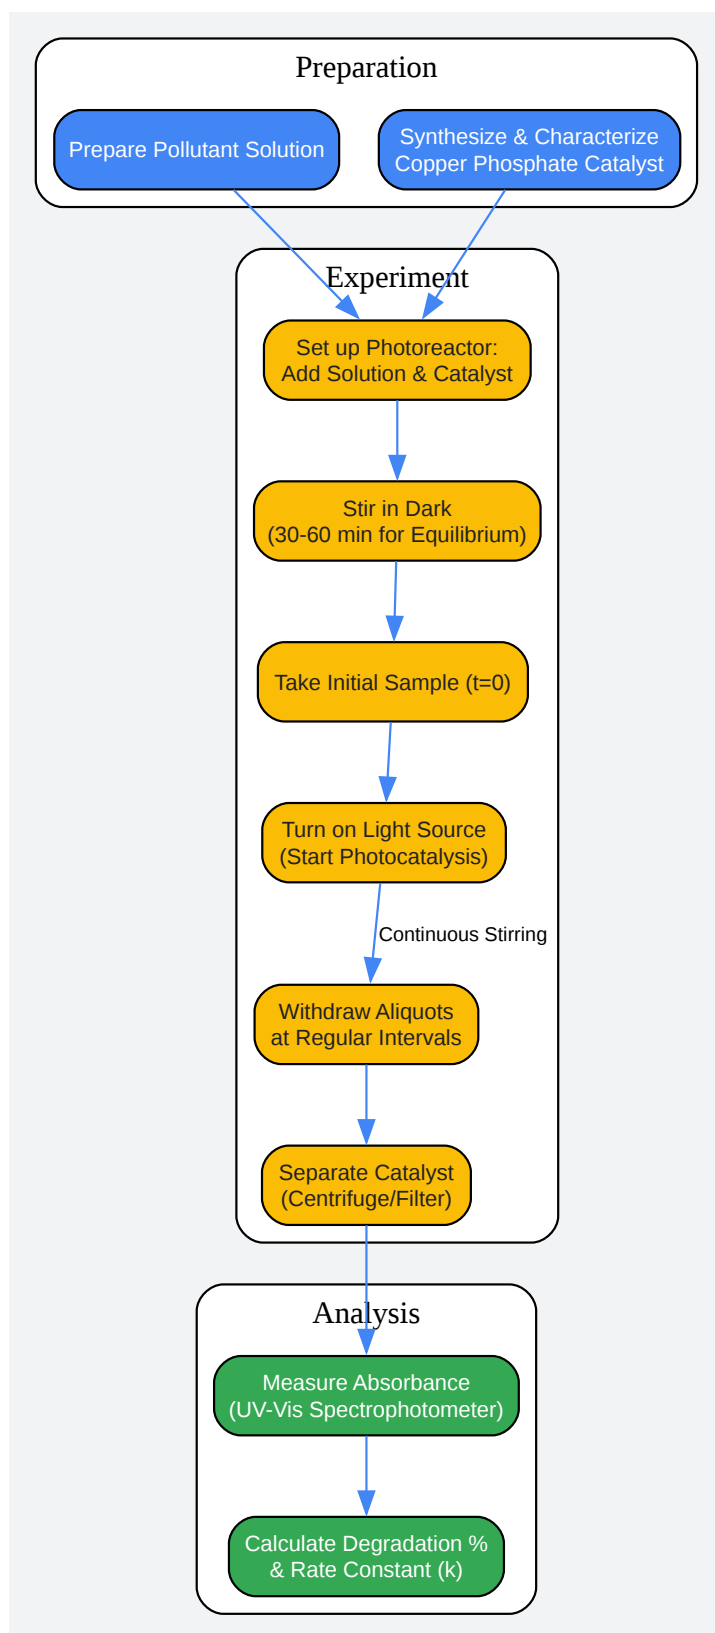 Preparation
Prepare Pollutant Solution
Synthesize & Characterize
Copper Phosphate Catalyst
Experiment
Set up Photoreactor:
Add Solution & Catalyst
Stir in Dark
(30-60 min for Equilibrium)
Take Initial Sample (t=0)
Turn on Light Source
(Start Photocatalysis)
Continuous Stirring
Withdraw Aliquots
at Regular Intervals
Separate Catalyst
(Centrifuge/Filter)
Analysis
Measure Absorbance
(UV-Vis Spectrophotometer)
Calculate Degradation %
& Rate Constant (k)